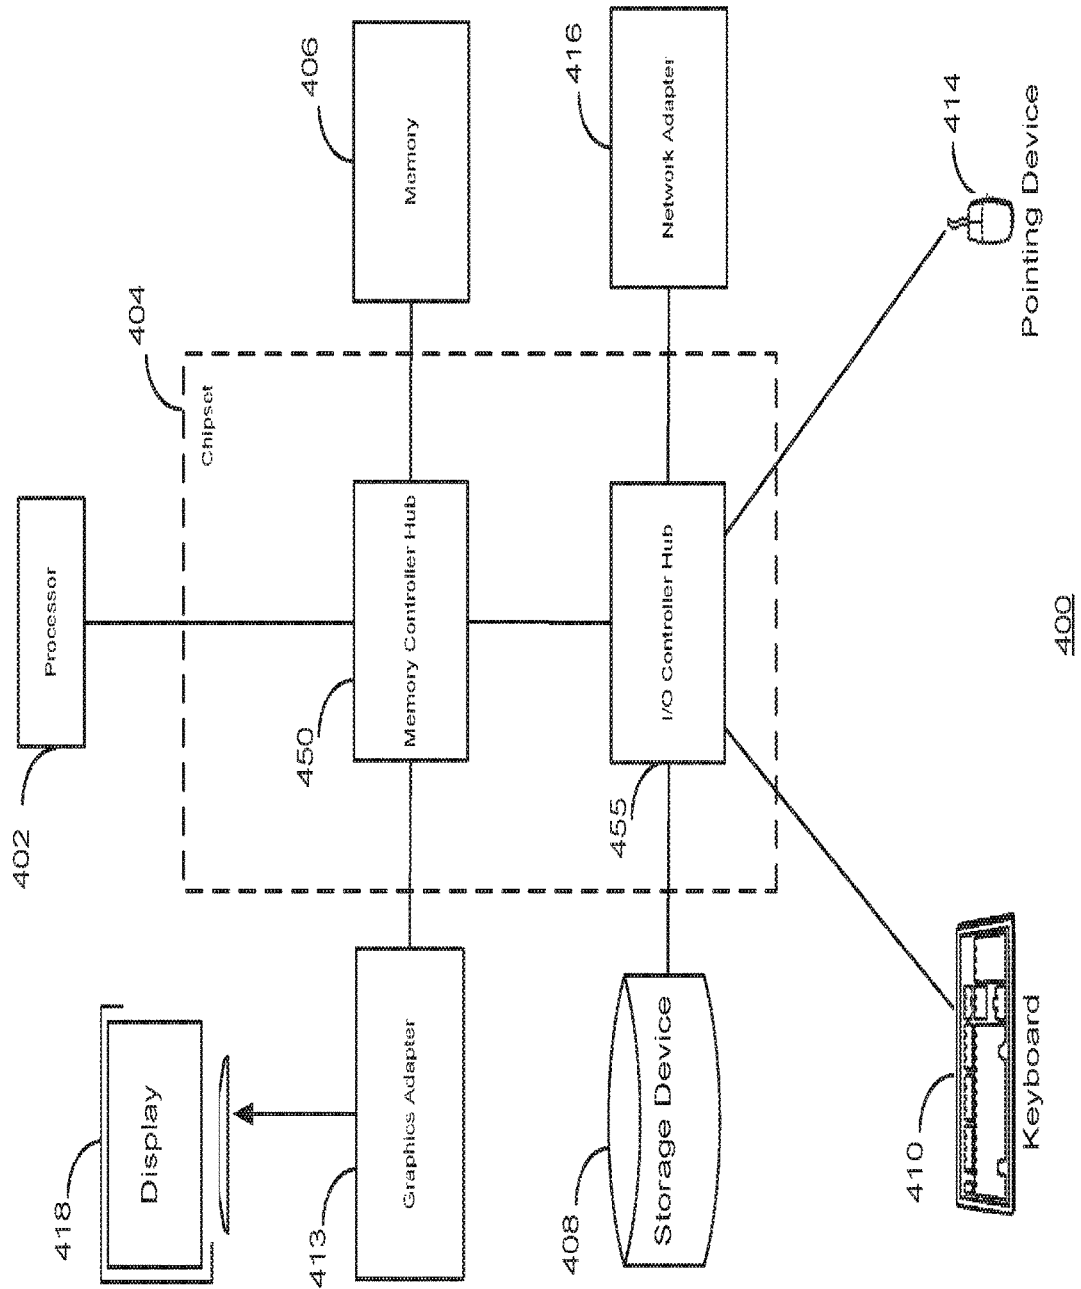 402
Processor
404
Chipset
418
Display
450
Memory Controller Hub
406
Memory
413
Graphics Adapter
455
I/O Controller Hub
416
Network Adapter
408
Storage Device
410
Keyboard
414
Pointing Device
400